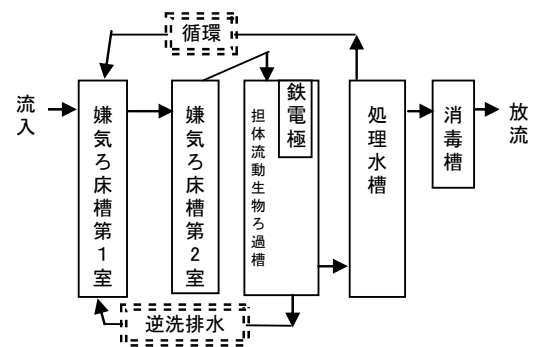 循環
流入
嫌気ろ床槽第1室
嫌気ろ床槽第2室
担体流動生物ろ過槽
鉄電極
処理水槽
消毒槽
放流
逆洗排水